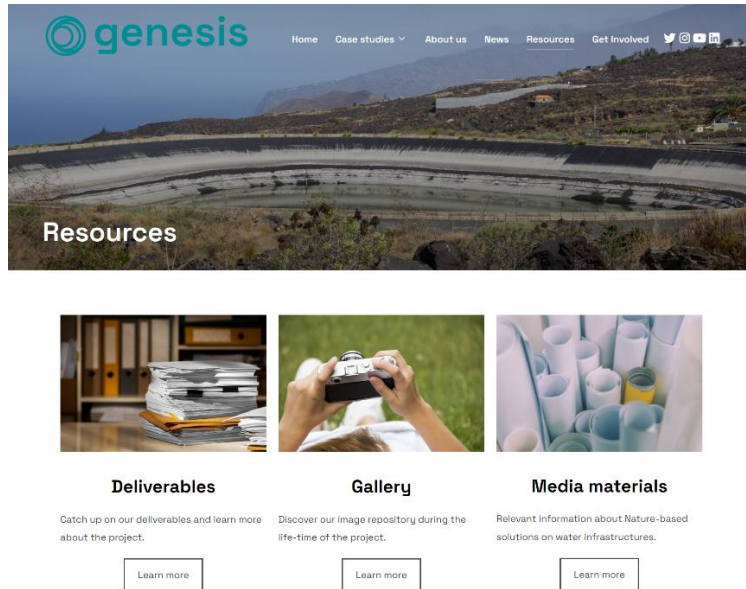 genesis
Home Case studies About us News Resources Get Involved
Resources
Deliverables
Catch up on our deliverables and learn more
about the project.
Learn more
Gallery
Discover our image repository during the
life-time of the project.
Learn more
Media materials
Relevant information about Nature-based
solutions on water infrastructures.
Learn more